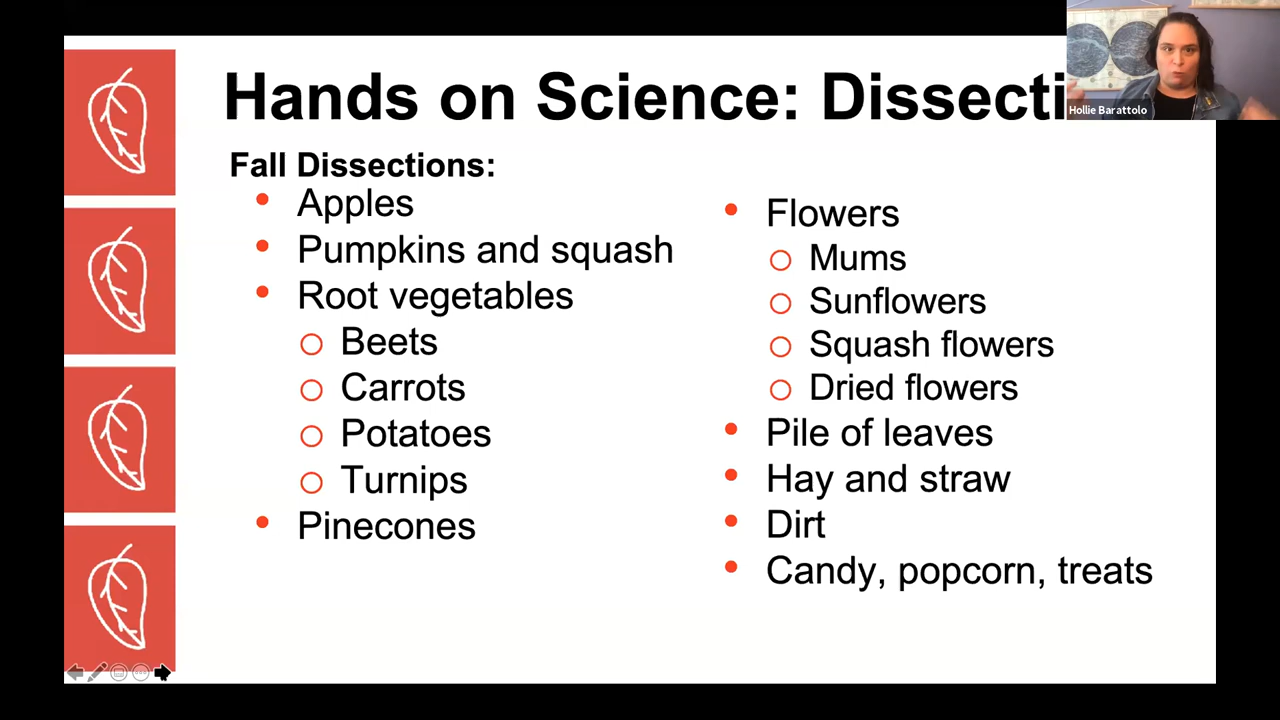 Hands on Science: Dissecti
Hollie Barattolo
Fall Dissections:
• Apples
• Pumpkins and squash
• Root vegetables
o Beets
o Carrots
o Potatoes
o Turnips
• Pinecones
• Flowers
o Mums
o Sunflowers
o Squash flowers
o Dried flowers
• Pile of leaves
• Hay and straw
• Dirt
• Candy, popcorn, treats